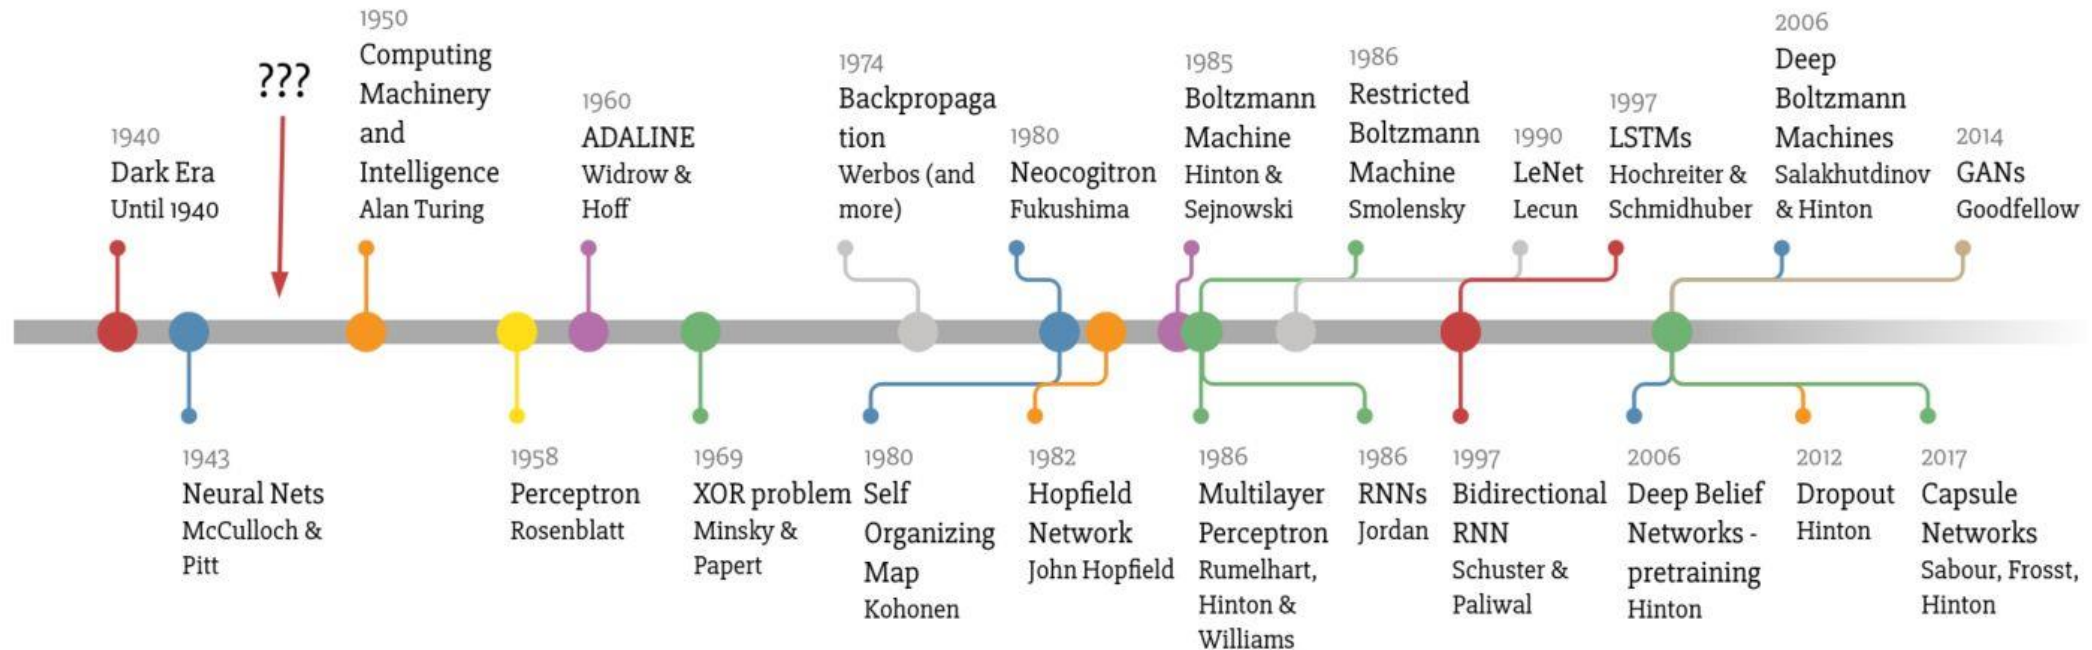 ???
1940
Dark Era
Until 1940
1950
Computing
Machinery
and
Intelligence
Alan Turing
1960
ADALINE
Widrow &
Hoff
1974
Backpropaga
tion
Werbos (and
more)
1980
Neocogitron
Fukushima
1985
Boltzmann
Machine
Hinton &
Sejnowski
1986
Restricted
Boltzmann
Machine
Smolensky
1990
LeNet
Lecun
1997
LSTMs
Hochreiter &
Schmidhuber
2006
Deep
Boltzmann
Machines
Salakhutdinov
& Hinton
2014
GANs
Goodfellow
1943
Neural Nets
McCulloch &
Pitt
1958
Perceptron
Rosenblatt
1969
XOR problem
Minsky &
Papert
1980
Self
Organizing
Map
Kohonen
1982
Hopfield
Network
John Hopfield
1986
Multilayer
Perceptron
Rumelhart,
Hinton &
Williams
1986
RNNs
Jordan
1997
Bidirectional
RNN
Schuster &
Paliwal
2006
Deep Belief
Networks -
pretraining
Hinton
2012
Dropout
Hinton
2017
Capsule
Networks
Sabour, Frosst,
Hinton